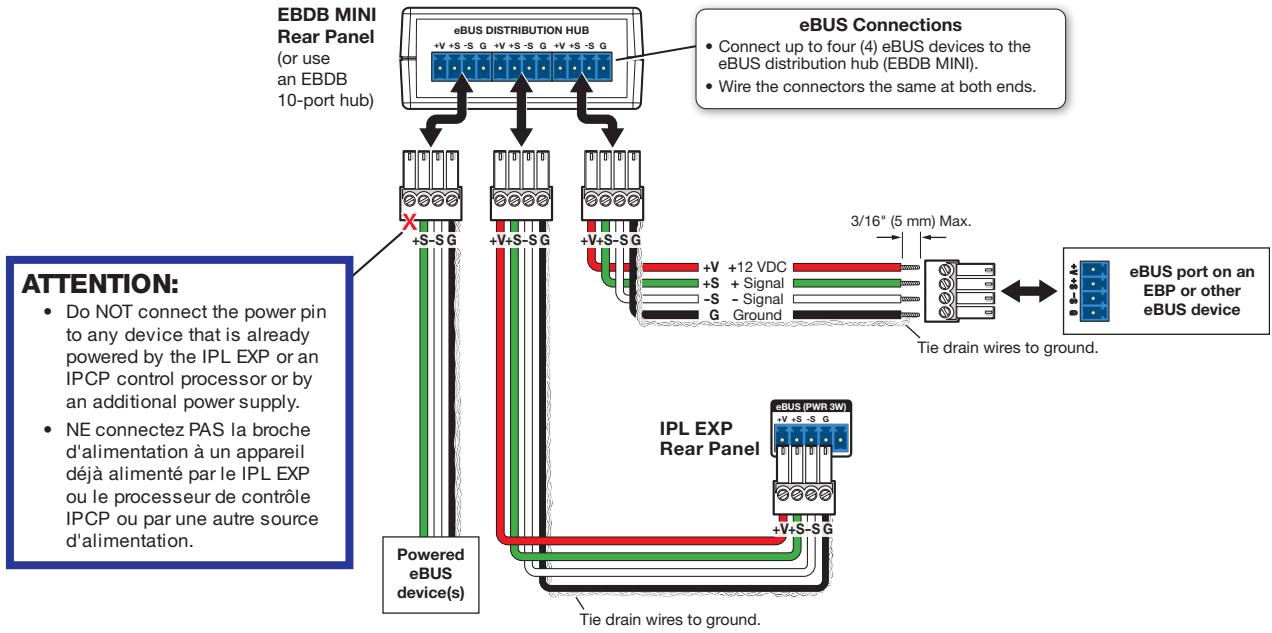 EBDB MINI
Rear Panel
(or use
an EBDB
10-port hub)
eBUS DISTRIBUTION HUB
+V +S -S G +V +S -S G +V +S -S G
eBUS Connections
• Connect up to four (4) eBUS devices to the
eBUS distribution hub (EBDB MINI).
• Wire the connectors the same at both ends.
X
+S-S G
+V+S-S G
+V+S-S G
3/16" (5 mm) Max.
+V +12 VDC
+S + Signal
-S - Signal
G Ground
eBUS port on an
EBP or other
eBUS device
Tie drain wires to ground.
ATTENTION:
• Do NOT connect the power pin
to any device that is already
powered by the IPL EXP or an
IPCP control processor or by
an additional power supply.
• NE connectez PAS la broche
d'alimentation à un appareil
déjà alimenté par le IPL EXP
ou le processeur de contrôle
IPCP ou par une autre source
d'alimentation.
IPL EXP
Rear Panel
eBUS (PWR 3W)
+V +S -S G
+V+S-S G
Powered
eBUS
device(s)
Tie drain wires to ground.